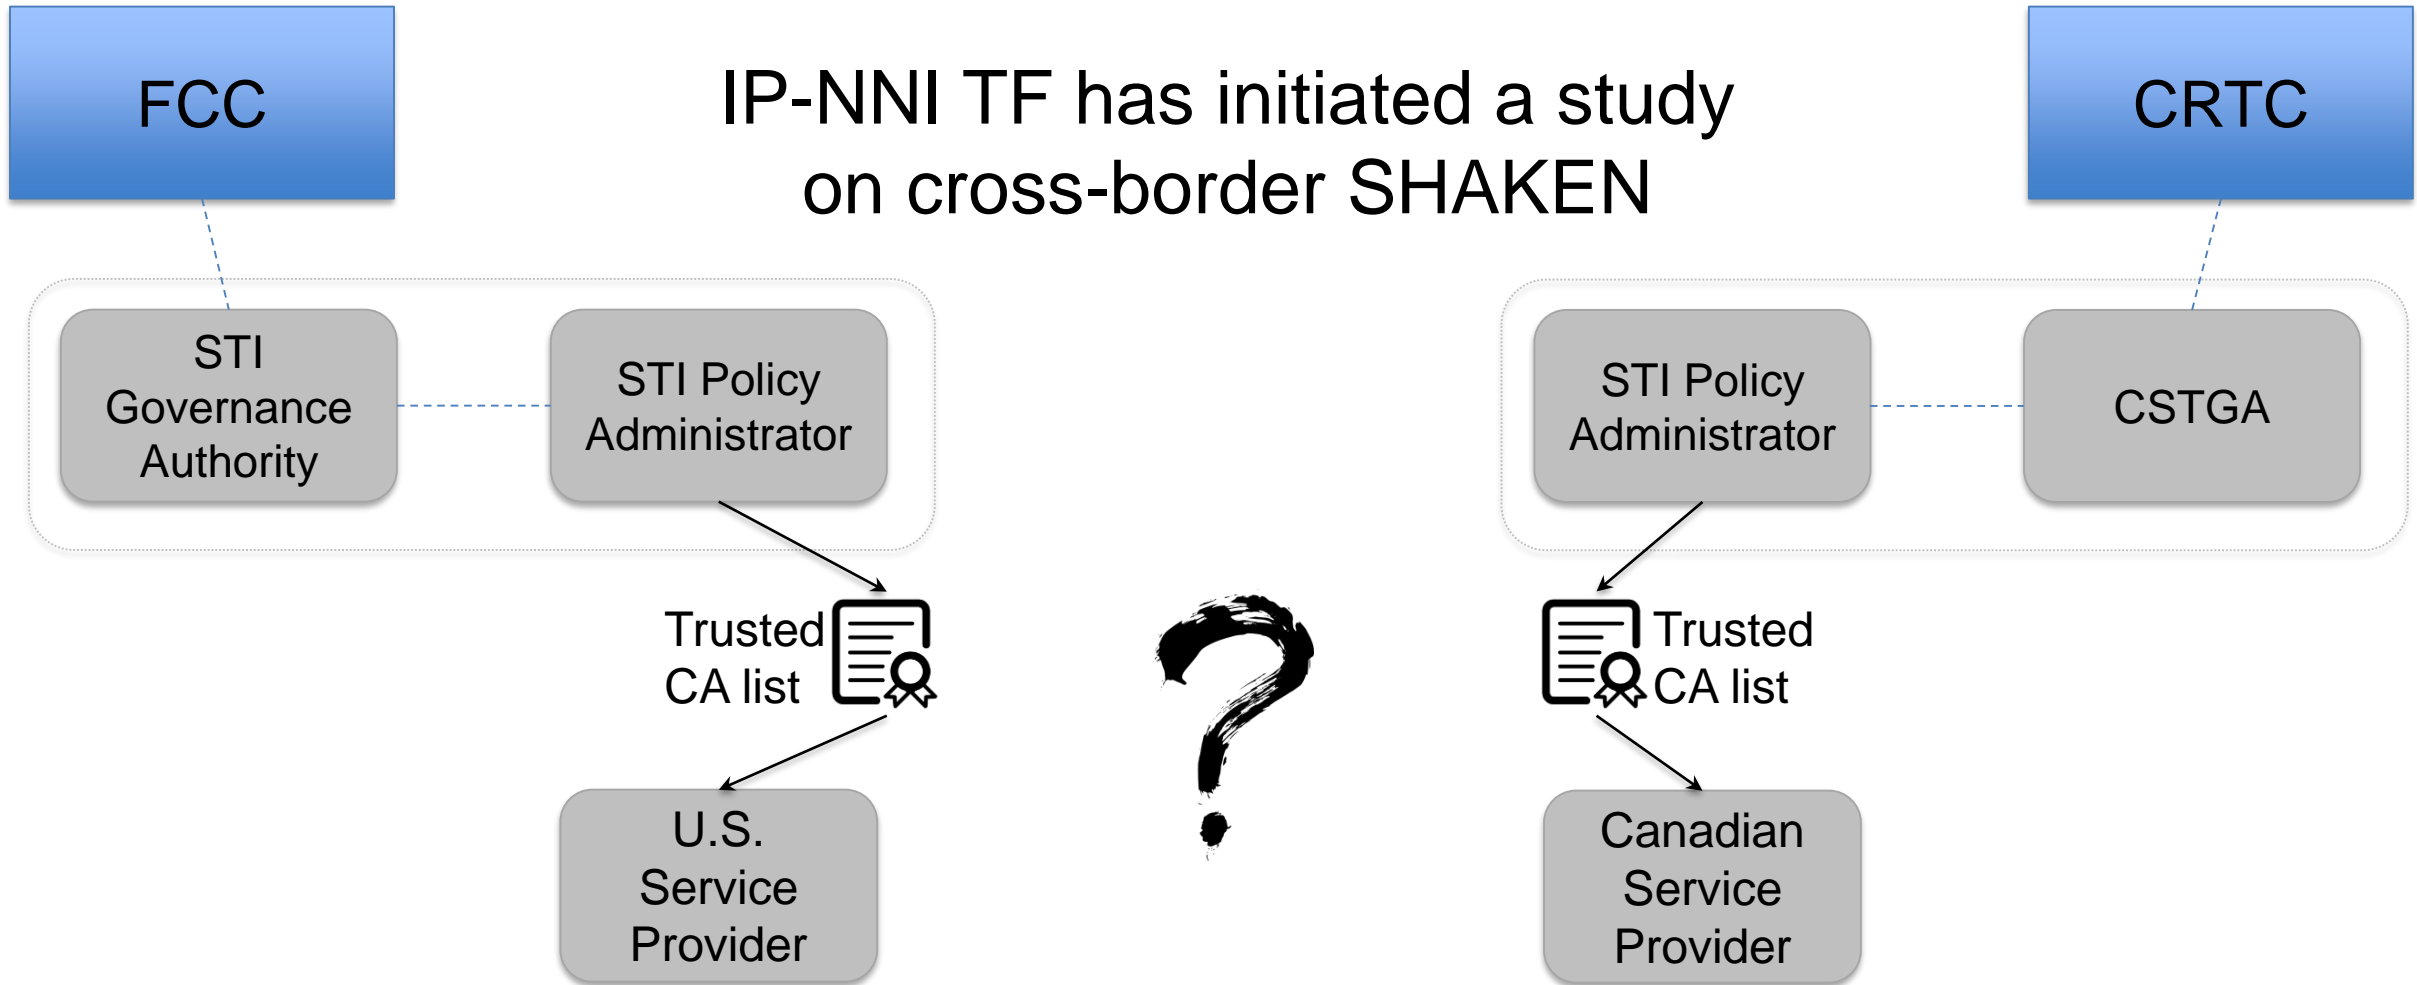 FCC
IP-NNI TF has initiated a study
on cross-border SHAKEN
CRTC
STI
Governance
Authority
STI Policy
Administrator
STI Policy
Administrator
CSTGA
Trusted
CA list
Trusted
CA list
U.S.
Service
Provider
Canadian
Service
Provider